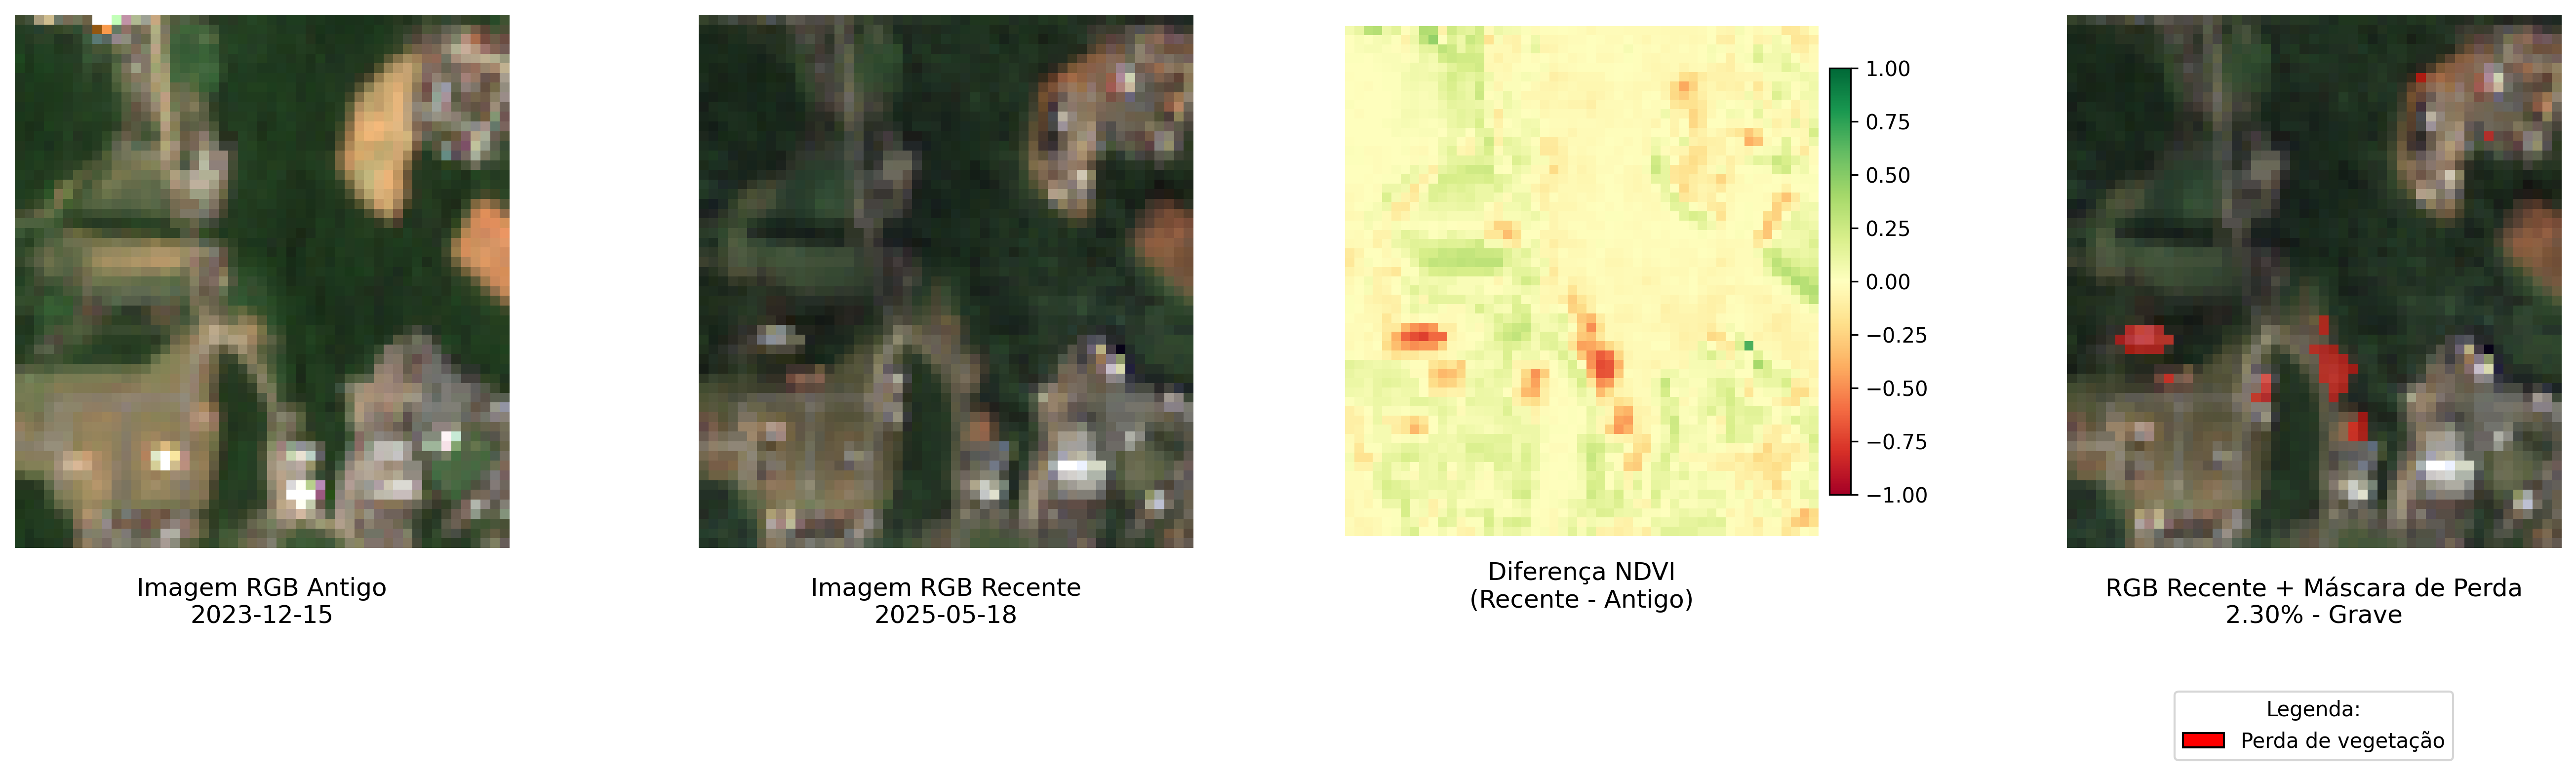 Imagem RGB Antigo
2023-12-15
Imagem RGB Recente
2025-05-18
Diferença NDVI
(Recente - Antigo)
1.00
0.75
0.50
0.25
0.00
−0.25
−0.50
−0.75
−1.00
RGB Recente + Máscara de Perda
2.30% - Grave
Legenda:
Perda de vegetação